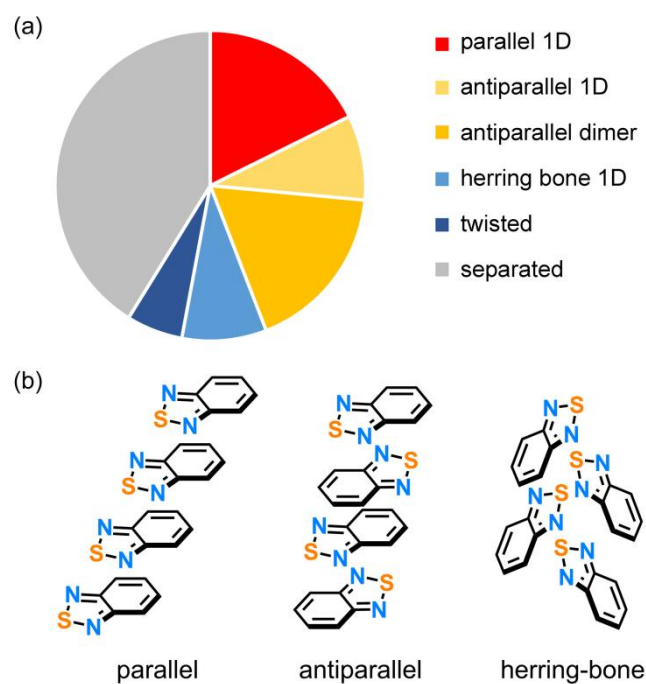 (a)
parallel 1D
antiparallel 1D
antiparallel dimer
herring bone 1D
twisted
separated
(b)
N
S
N
N
S
N
N
S
N
N
S
N
N
S
N
N
S
N
N
S
N
N
S
N
N
S
N
S
N
N
N
S
N
S
N
N
parallel
antiparallel
herring-bone